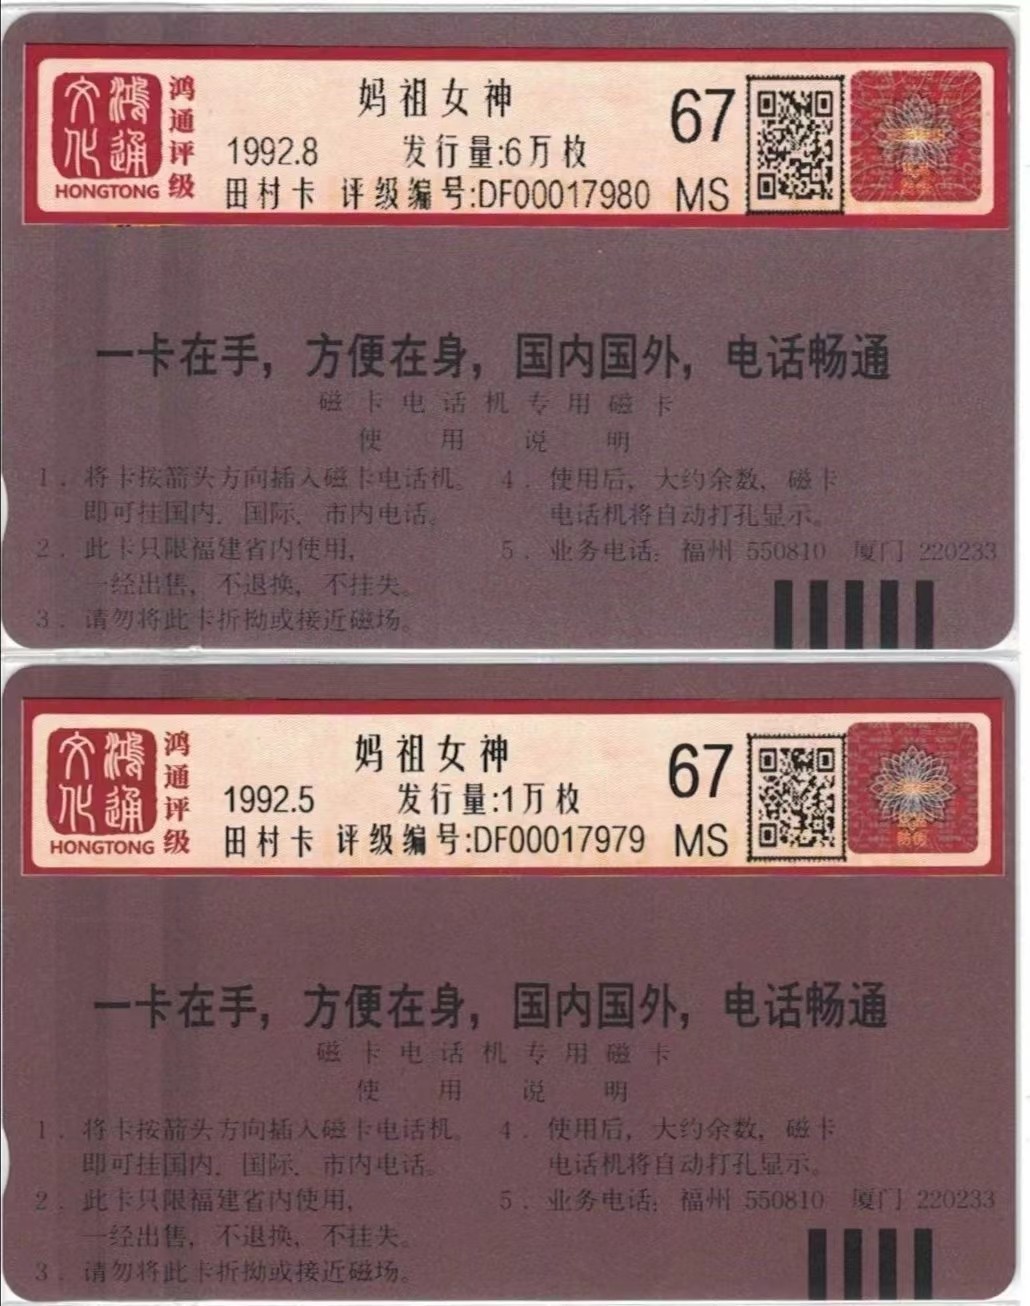 文鸿
化通
HONGTONG
鸿通评级
妈祖女神
1992.8 发行量:6万枚
田村卡 评级编号:DF00017980
67
MS
一卡在手，方便在身，国内国外，电话畅通
磁卡电话机专用磁卡
使用说明
1．将卡按箭头方向插入磁卡电话机。
即可挂国内．国际．市内电话。
2．此卡只限福建省内使用，
一经出售，不退换，不挂失。
3．请勿将此卡折拗或接近磁场。
4．使用后，大约余数，磁卡
电话机将自动打孔显示。
5．业务电话：福州 550810 厦门 220233
文鸿
化通
HONGTONG
鸿通评级
妈祖女神
1992.5 发行量:1万枚
田村卡 评级编号:DF00017979
67
MS
一卡在手，方便在身，国内国外，电话畅通
磁卡电话机专用磁卡
使用说明
1．将卡按箭头方向插入磁卡电话机。
即可挂国内．国际．市内电话。
2．此卡只限福建省内使用，
一经出售，不退换，不挂失。
3．请勿将此卡折拗或接近磁场。
4．使用后，大约余数，磁卡
电话机将自动打孔显示。
5．业务电话：福州 550810 厦门 220233